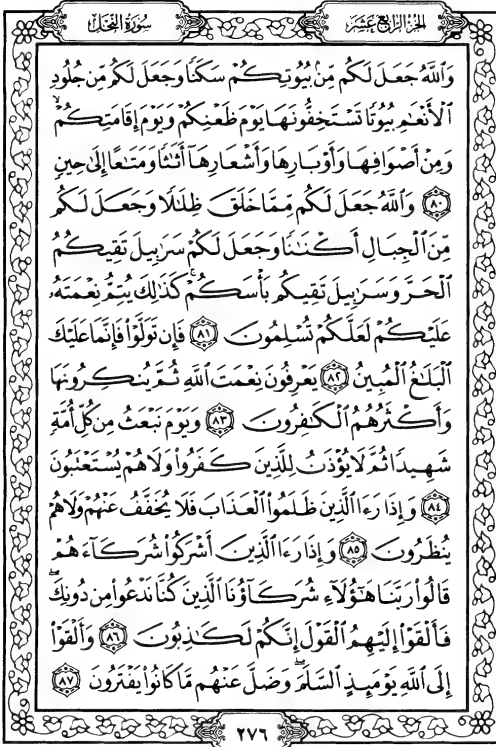 الجزء الرابع عشر
سورة النحل
وَٱللَّهُ جَعَلَ لَكُم مِّنۢ بُيُوتِكُمْ سَكَنًا وَجَعَلَ لَكُم مِّن جُلُودِ
ٱلْأَنْعَٰمِ بُيُوتًا تَسْتَخِفُّونَهَا يَوْمَ ظَعْنِكُمْ وَيَوْمَ إِقَامَتِكُمْ ۙ
وَمِنْ أَصْوَافِهَا وَأَوْبَارِهَا وَأَشْعَارِهَآ أَثَٰثًا وَمَتَٰعًا إِلَىٰ حِينٍ
٨٠ وَٱللَّهُ جَعَلَ لَكُم مِّمَّا خَلَقَ ظِلَٰلًا وَجَعَلَ لَكُم
مِّنَ ٱلْجِبَالِ أَكْنَٰنًا وَجَعَلَ لَكُمْ سَرَٰبِيلَ تَقِيكُمُ
ٱلْحَرَّ وَسَرَٰبِيلَ تَقِيكُم بَأْسَكُمْ ۚ كَذَٰلِكَ يُتِمُّ نِعْمَتَهُۥ
عَلَيْكُمْ لَعَلَّكُمْ تُسْلِمُونَ ٨١ فَإِن تَوَلَّوْا۟ فَإِنَّمَا عَلَيْكَ
ٱلْبَلَٰغُ ٱلْمُبِينُ ٨٢ يَعْرِفُونَ نِعْمَتَ ٱللَّهِ ثُمَّ يُنكِرُونَهَا
وَأَكْثَرُهُمُ ٱلْكَٰفِرُونَ ٨٣ وَيَوْمَ نَبْعَثُ مِن كُلِّ أُمَّةٍ
شَهِيدًا ثُمَّ لَا يُؤْذَنُ لِلَّذِينَ كَفَرُوا۟ وَلَا هُمْ يُسْتَعْتَبُونَ
٨٤ وَإِذَا رَءَا ٱلَّذِينَ ظَلَمُوا۟ ٱلْعَذَابَ فَلَا يُخَفَّفُ عَنْهُمْ وَلَا هُمْ
يُنظَرُونَ ٨٥ وَإِذَا رَءَا ٱلَّذِينَ أَشْرَكُوا۟ شُرَكَآءَهُمْ
قَالُوا۟ رَبَّنَا هَٰٓؤُلَآءِ شُرَكَآؤُنَا ٱلَّذِينَ كُنَّا نَدْعُوا۟ مِن دُونِكَ ۖ
فَأَلْقَوْا۟ إِلَيْهِمُ ٱلْقَوْلَ إِنَّكُمْ لَكَٰذِبُونَ ٨٦ وَأَلْقَوْا۟
إِلَى ٱللَّهِ يَوْمَئِذٍ ٱلسَّلَمَ ۖ وَضَلَّ عَنْهُم مَّا كَانُوا۟ يَفْتَرُونَ ٨٧
٢٧٦